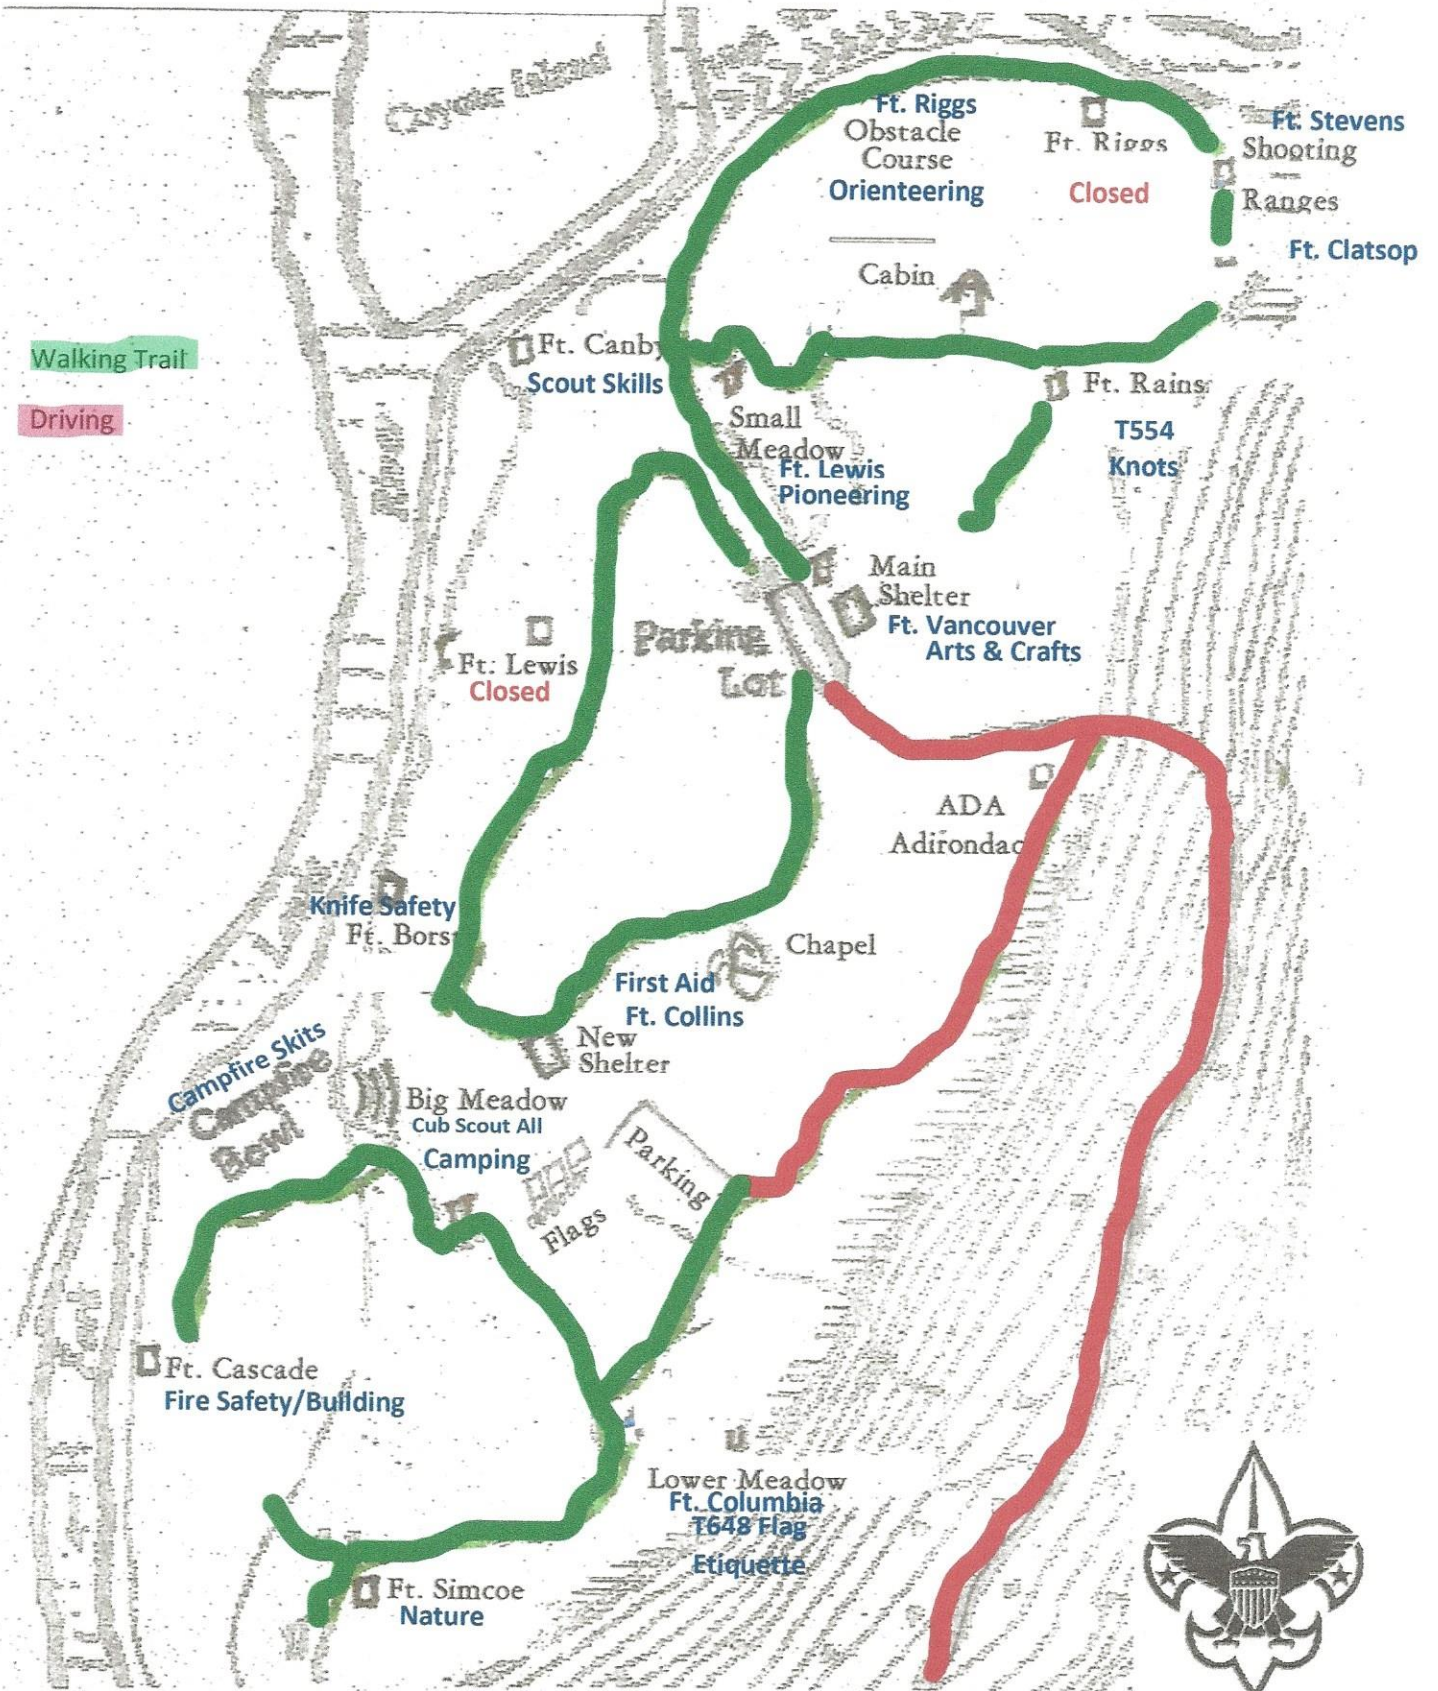 Coyote Island
Ft. Riggs
Obstacle
Course
Orienteering
Ft. Riggs
Closed
Ft. Stevens
Shooting
Ranges
Ft. Clatsop
Cabin
Walking Trail
Driving
River
Ft. Canby
Scout Skills
Small
Meadow
Ft. Lewis
Pioneering
Ft. Rains
T554
Knots
Main
Shelter
Ft. Vancouver
Arts & Crafts
Parking
Lot
Ft. Lewis
Closed
ADA
Adirondac
Knife Safety
Ft. Bors
Chapel
First Aid
Ft. Collins
New
Shelter
Campfire Skits
Campfire
Bowl
Big Meadow
Cub Scout All
Camping
Flags
Parking
Ft. Cascade
Fire Safety/Building
Lower Meadow
Ft. Columbia
T648 Flag
Etiquette
Ft. Simcoe
Nature